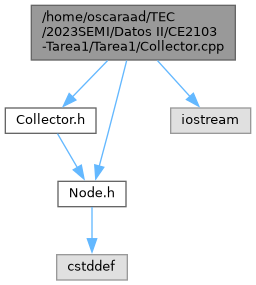 /home/oscaraad/TEC
/2023SEMI/Datos II/CE2103
-Tarea1/Tarea1/Collector.cpp
Collector.h
iostream
Node.h
cstddef